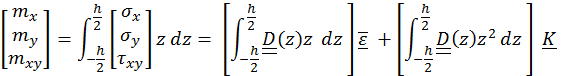 [m_x m_y m_xy] = ∫_{-h/2}^{h/2} [σ_x σ_y τ_xy] z dz = [∫_{-h/2}^{h/2} D(z)z dz] ε + [∫_{-h/2}^{h/2} D(z)z² dz] K